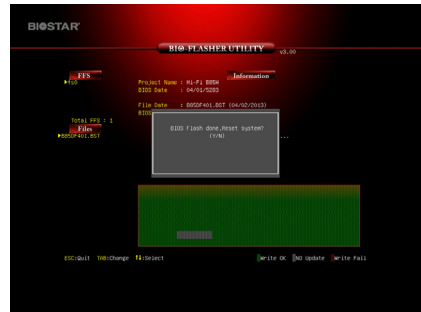 BIOSTAR
BIO-FLASHER UTILITY v3.00
FFS
fs0
Information
Project Name : Hi-Fi B85W
BIOS Date : 04/01/5203
File Date : B85DF401.BST (04/02/2013)
BIOS
Total FFS : 1
Files
B85DF401.BST
BIOS Flash done,Reset system?
(Y/N)
...
ESC:Quit TAB:Change ↑↓:Select
Write OK NO Update Write Fail